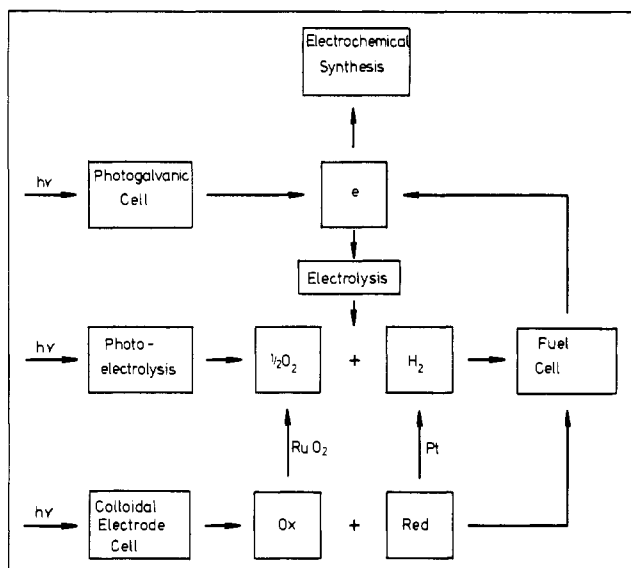 Electrochemical
Synthesis
hν
Photogalvanic
Cell
e
Electrolysis
hν
Photo-
electrolysis
½O₂
+
H₂
Fuel
Cell
RuO₂
Pt
hν
Colloidal
Electrode
Cell
Ox
+
Red